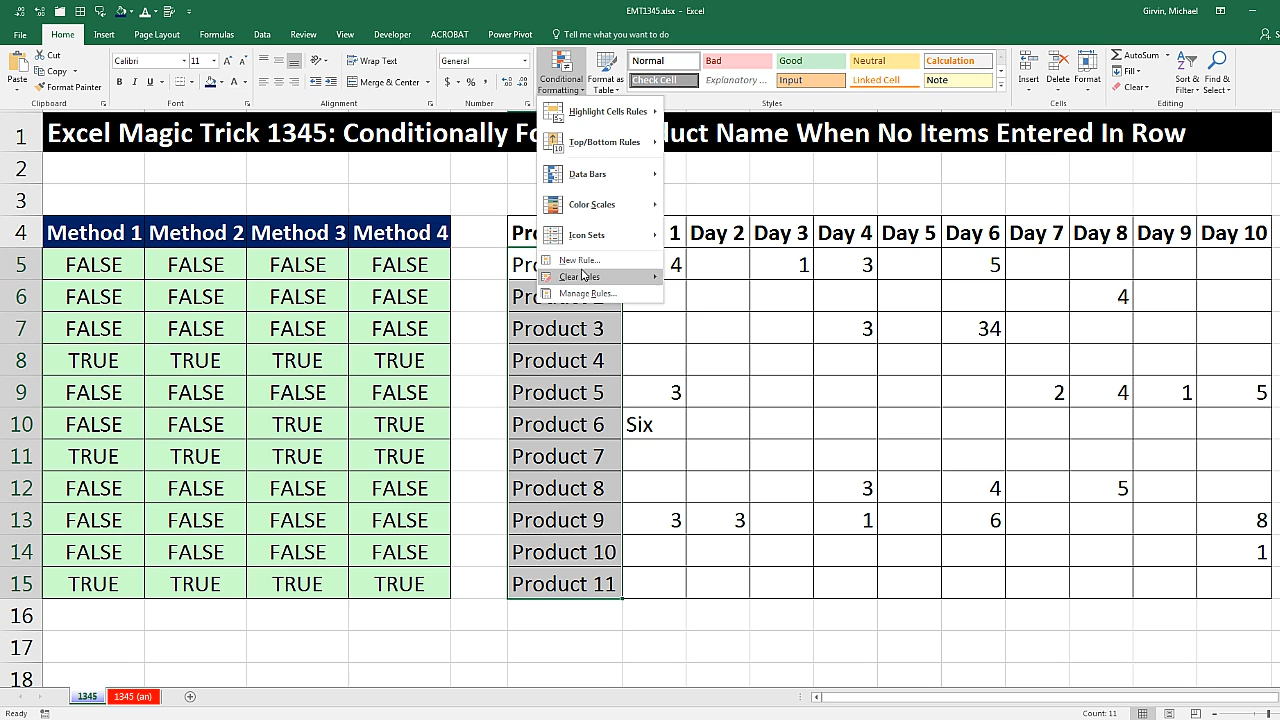 EMT1345.xlsx - Excel
Girvin, Michael
File Home Insert Page Layout Formulas Data Review View Developer ACROBAT Power Pivot Tell me what you want to do
Paste
Cut
Copy
Format Painter
Clipboard
Calibri 11
B I U
Font
Wrap Text
Merge & Center
Alignment
General
$ % ,
Number
Conditional Formatting
Format as Table
Normal Bad Good Neutral Calculation
Check Cell Explanatory ... Input Linked Cell Note
Styles
Insert Delete Format
Cells
AutoSum
Fill
Clear
Sort & Filter
Find & Select
Editing
Highlight Cells Rules
Top/Bottom Rules
Data Bars
Color Scales
Icon Sets
New Rule...
Clear Rules
Manage Rules...
1 Excel Magic Trick 1345: Conditionally Fo duct Name When No Items Entered In Row
2
3
4 Method 1 Method 2 Method 3 Method 4 Pro 1 Day 2 Day 3 Day 4 Day 5 Day 6 Day 7 Day 8 Day 9 Day 10
5 FALSE FALSE FALSE FALSE Pro 4 1 3 5
6 FALSE FALSE FALSE FALSE 4
7 FALSE FALSE FALSE FALSE Product 3 3 34
8 TRUE TRUE TRUE TRUE Product 4
9 FALSE FALSE FALSE FALSE Product 5 3 2 4 1 5
10 FALSE FALSE TRUE TRUE Product 6 Six
11 TRUE TRUE TRUE TRUE Product 7
12 FALSE FALSE FALSE FALSE Product 8 3 4 5
13 FALSE FALSE FALSE FALSE Product 9 3 3 1 6 8
14 FALSE FALSE FALSE FALSE Product 10 1
15 TRUE TRUE TRUE TRUE Product 11
16
17
18
1345 1345 (an)
Ready Count: 11